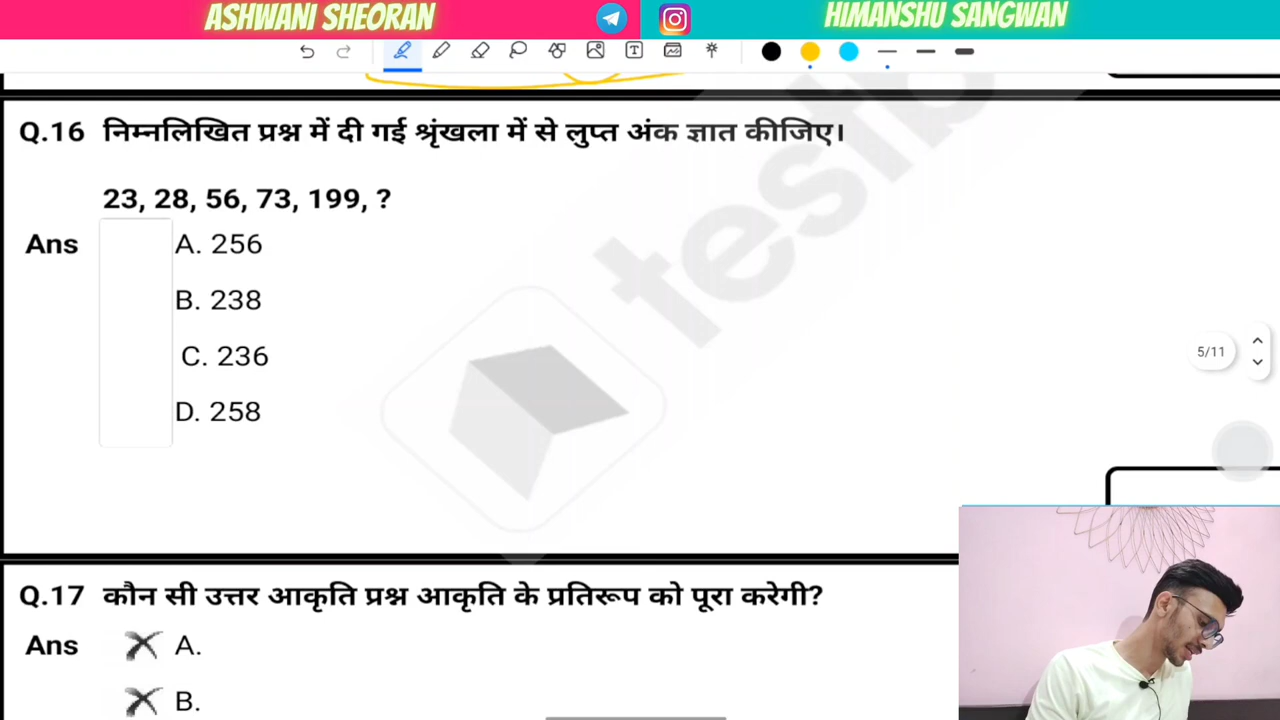 ASHWANI SHEORAN
HIMANSHU SANGWAN
Q.16 निम्नलिखित प्रश्न में दी गई श्रृंखला में से लुप्त अंक ज्ञात कीजिए।
23, 28, 56, 73, 199, ?
Ans A. 256
B. 238
C. 236
D. 258
5/11
Q.17 कौन सी उत्तर आकृति प्रश्न आकृति के प्रतिरूप को पूरा करेगी?
Ans A.
B.